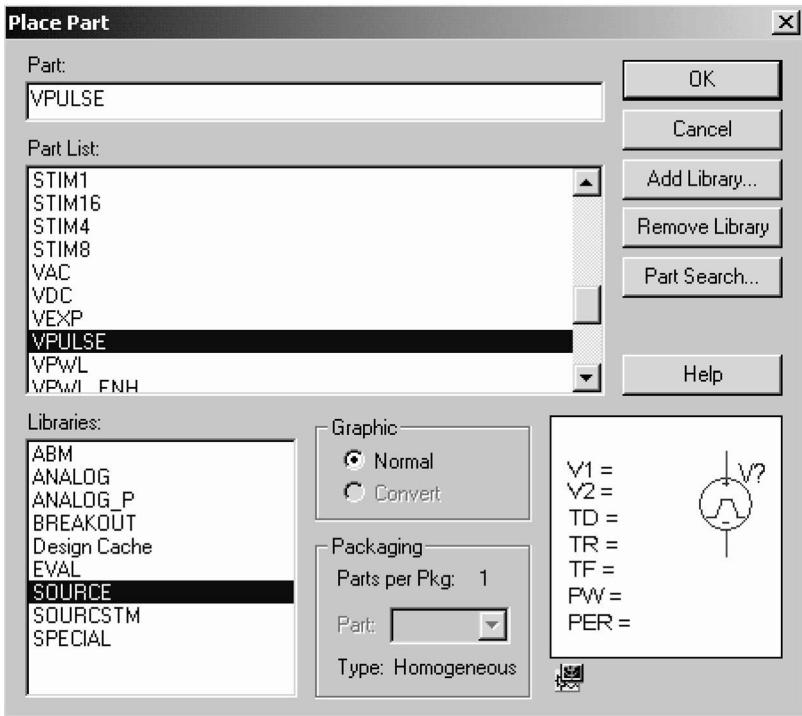 Place Part
Part:
VPULSE
Part List:
STIM1
STIM16
STIM4
STIM8
VAC
VDC
VEXP
VPULSE
VPWL
VPWL_ENH
OK
Cancel
Add Library...
Remove Library
Part Search...
Help
Libraries:
ABM
ANALOG
ANALOG_P
BREAKOUT
Design Cache
EVAL
SOURCE
SOURCSTM
SPECIAL
Graphic
Normal
Convert
Packaging
Parts per Pkg: 1
Part:
Type: Homogeneous
V1 =
V2 =
TD =
TR =
TF =
PW =
PER =
V?